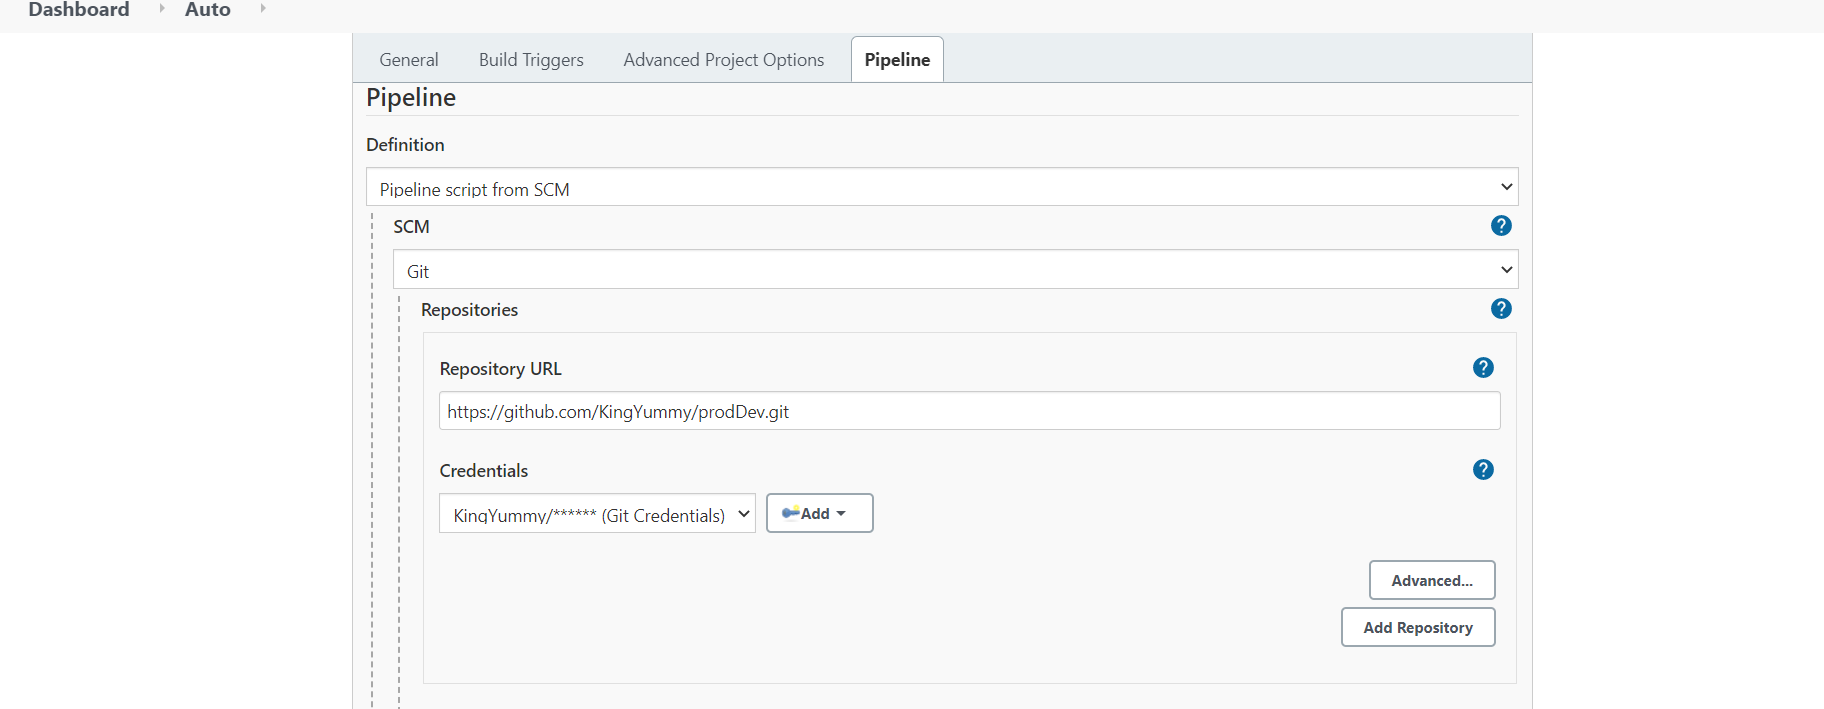 Dashboard Auto
General Build Triggers Advanced Project Options Pipeline
Pipeline
Definition
Pipeline script from SCM
SCM
?
Git
Repositories
?
Repository URL
?
https://github.com/KingYummy/prodDev.git
Credentials
?
KingYummy/****** (Git Credentials) Add
Advanced...
Add Repository